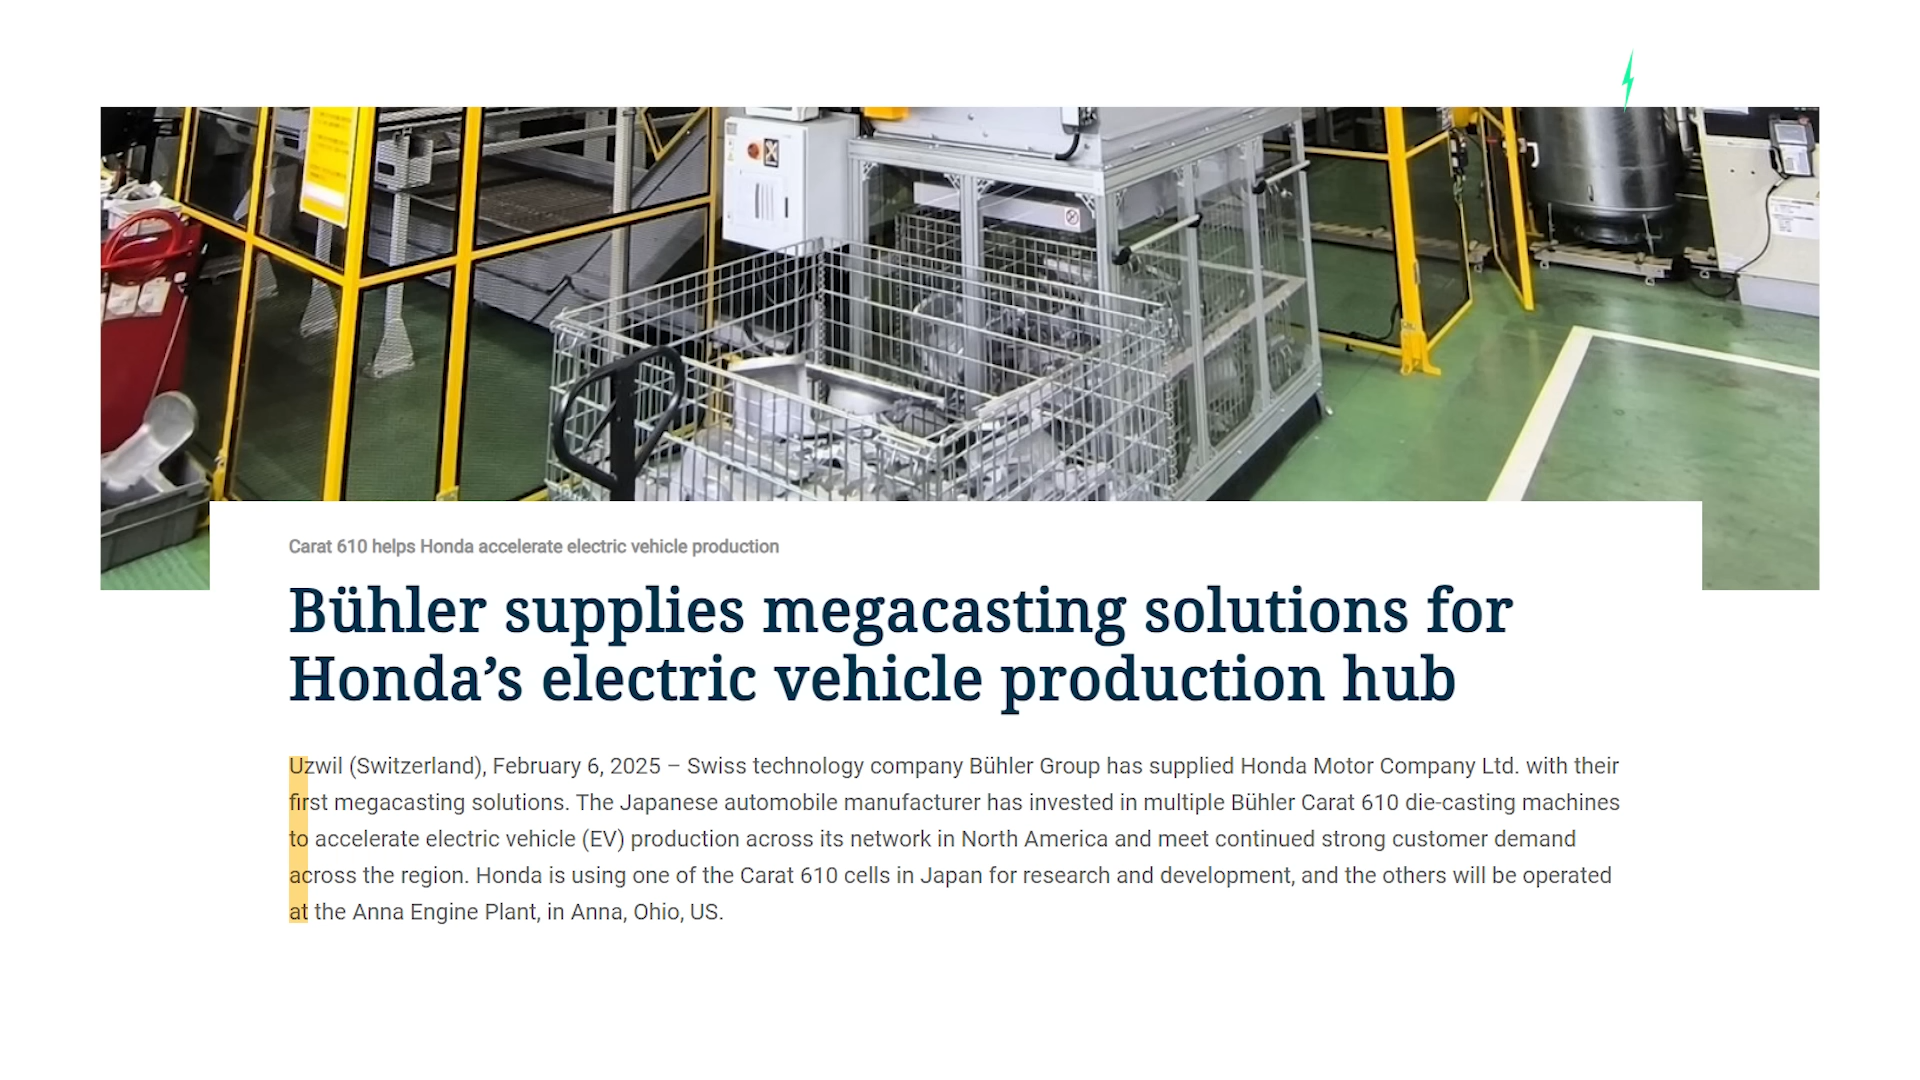 Carat 610 helps Honda accelerate electric vehicle production
Bühler supplies megacasting solutions for
Honda’s electric vehicle production hub
Uzwil (Switzerland), February 6, 2025 – Swiss technology company Bühler Group has supplied Honda Motor Company Ltd. with their
first megacasting solutions. The Japanese automobile manufacturer has invested in multiple Bühler Carat 610 die-casting machines
to accelerate electric vehicle (EV) production across its network in North America and meet continued strong customer demand
across the region. Honda is using one of the Carat 610 cells in Japan for research and development, and the others will be operated
at the Anna Engine Plant, in Anna, Ohio, US.